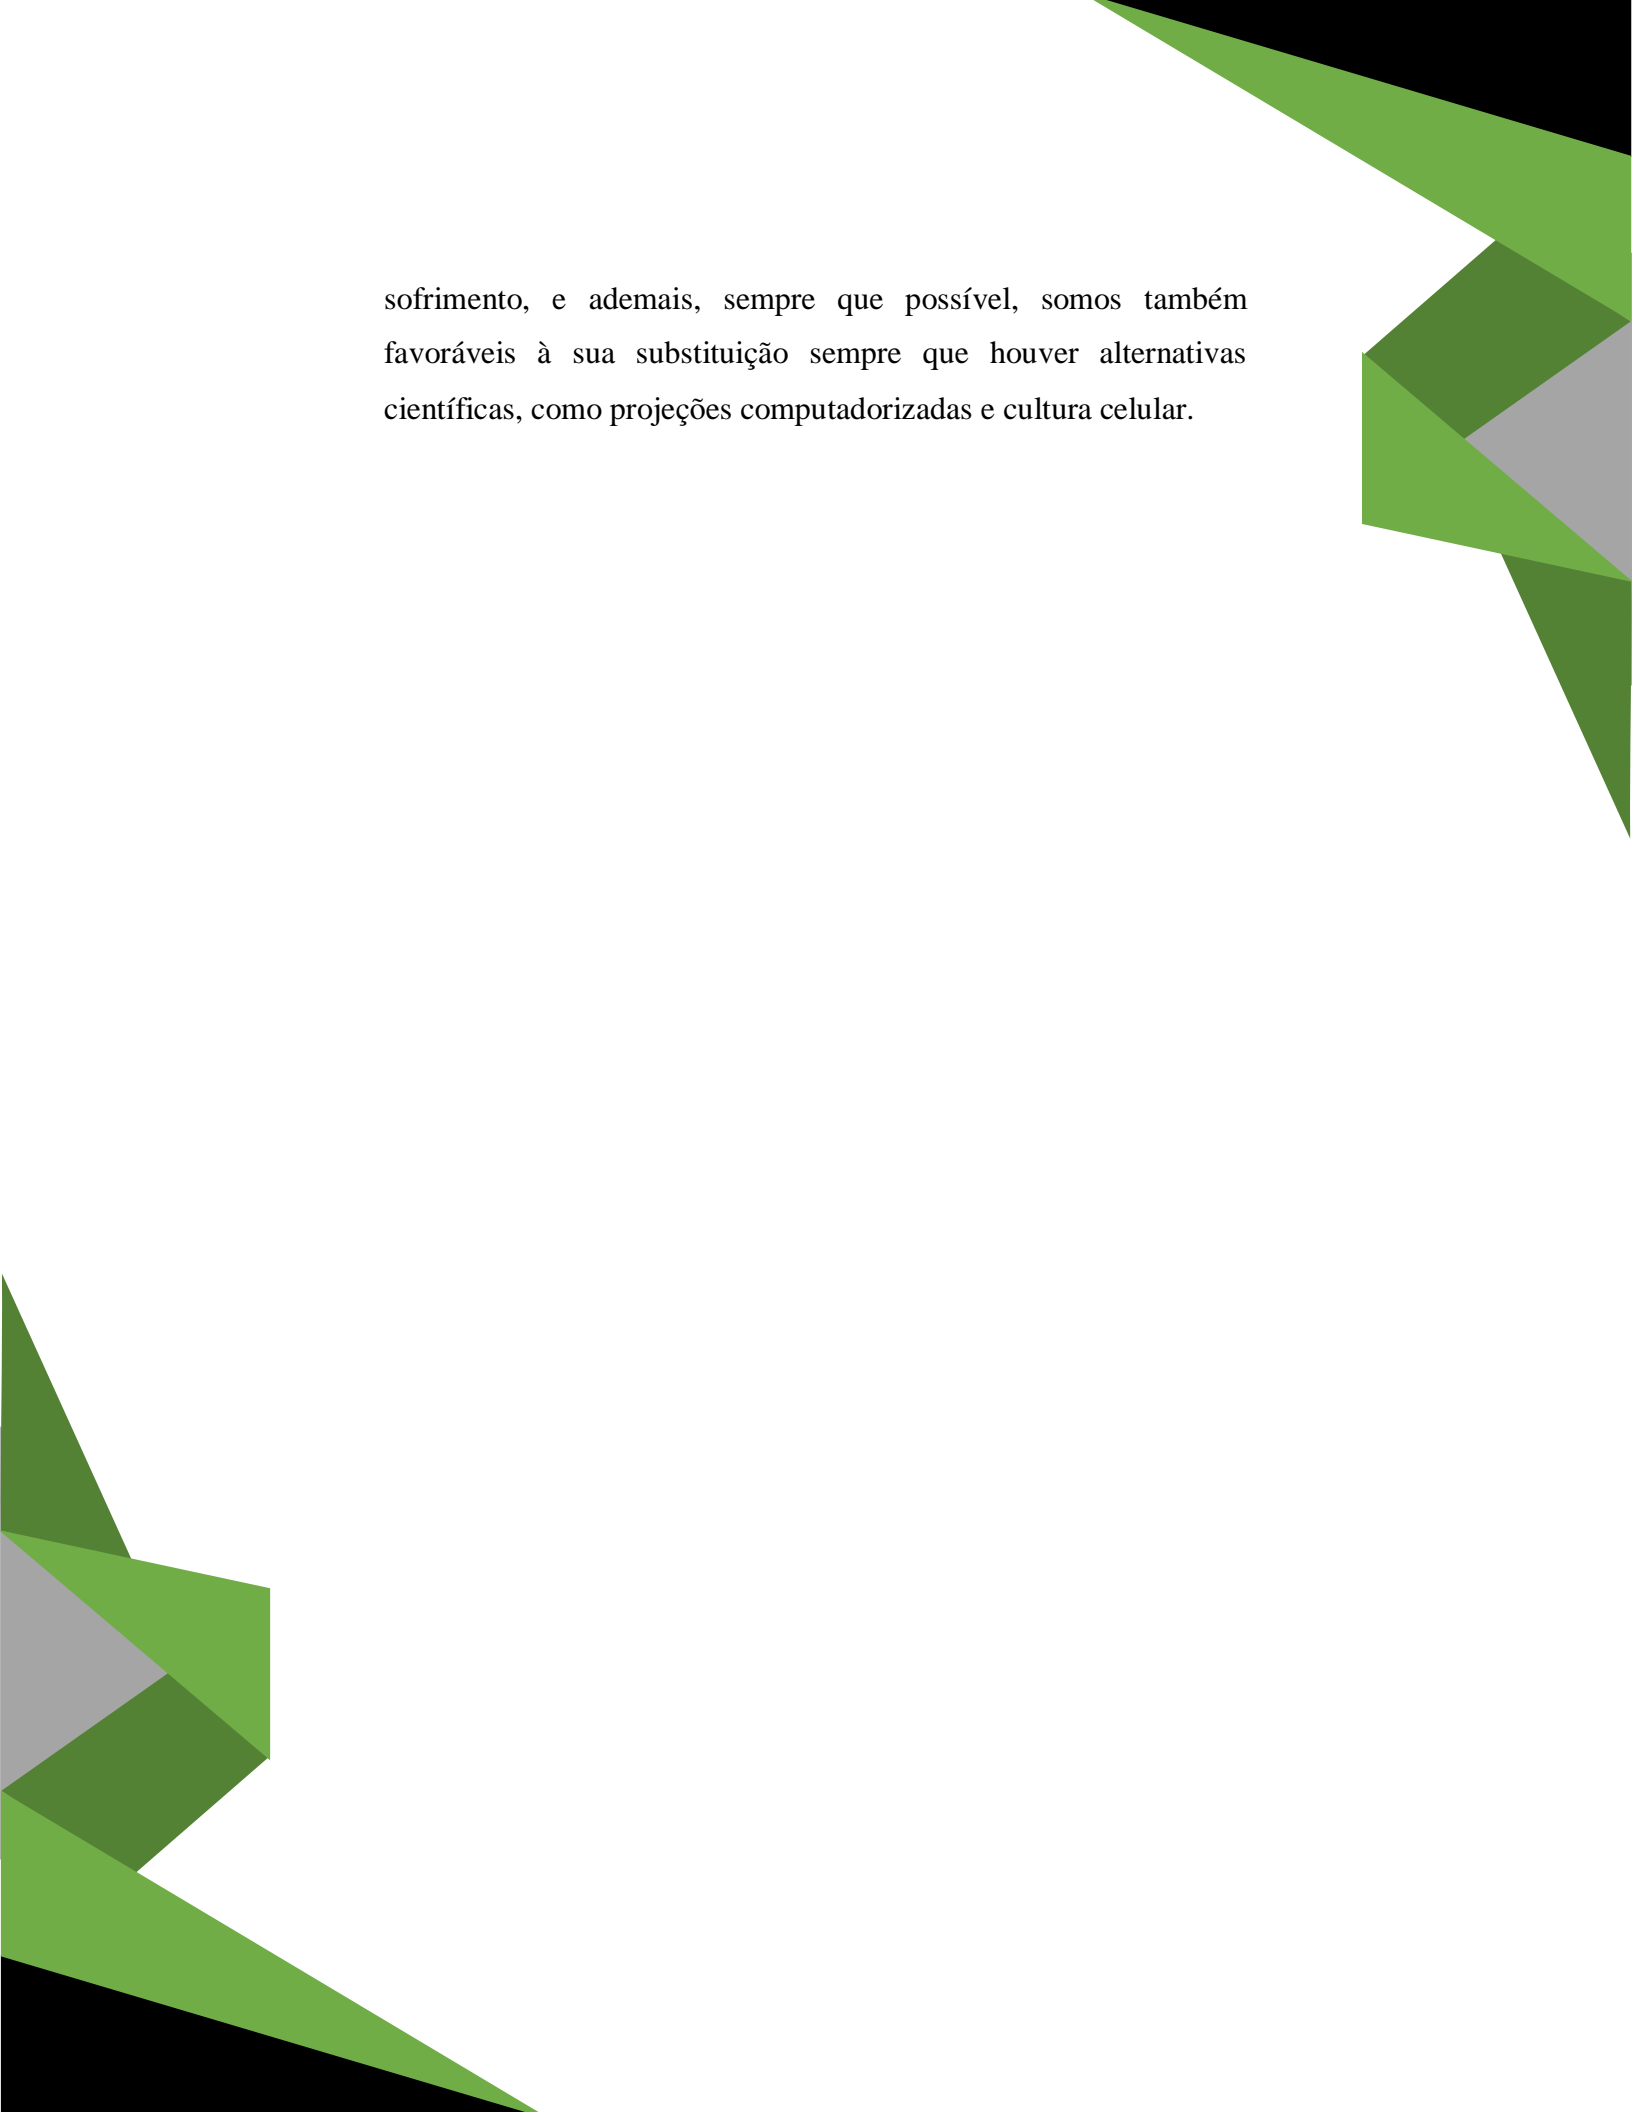 sofrimento, e ademais, sempre que possível, somos também
favoráveis à sua substituição sempre que houver alternativas
científicas, como projeções computadorizadas e cultura celular.